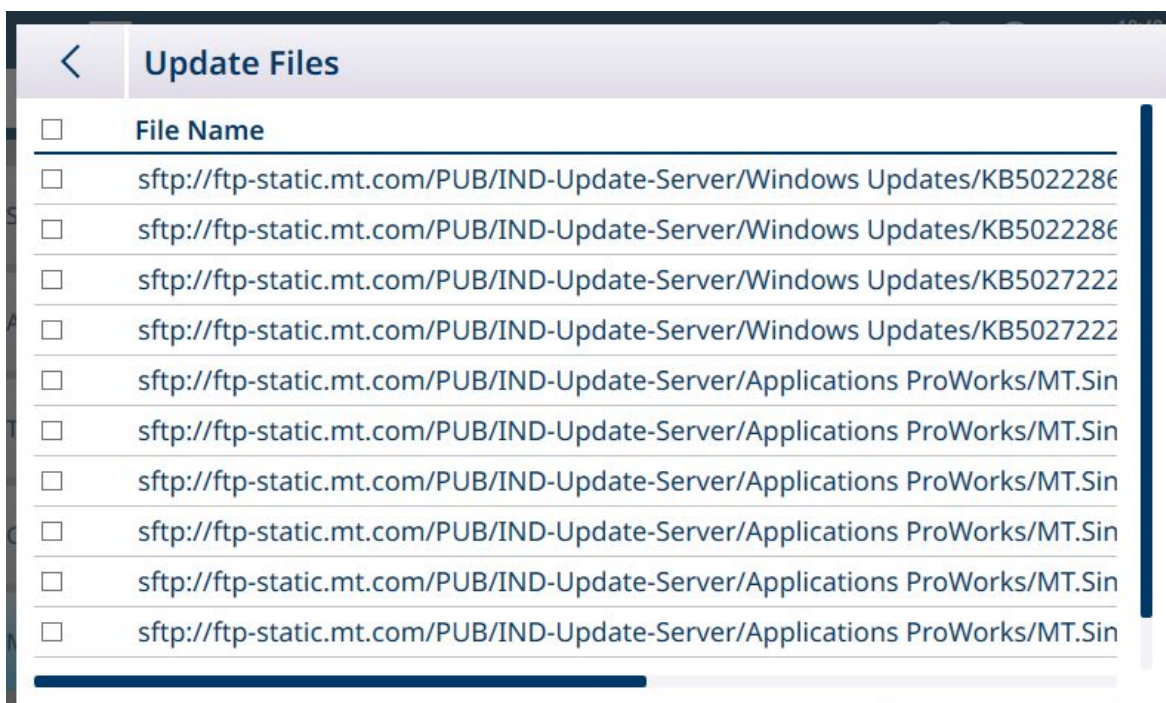 Update Files
File Name
sftp://ftp-static.mt.com/PUB/IND-Update-Server/Windows Updates/KB5022286
sftp://ftp-static.mt.com/PUB/IND-Update-Server/Windows Updates/KB5022286
sftp://ftp-static.mt.com/PUB/IND-Update-Server/Windows Updates/KB5027222
sftp://ftp-static.mt.com/PUB/IND-Update-Server/Windows Updates/KB5027222
sftp://ftp-static.mt.com/PUB/IND-Update-Server/Applications ProWorks/MT.Sin
sftp://ftp-static.mt.com/PUB/IND-Update-Server/Applications ProWorks/MT.Sin
sftp://ftp-static.mt.com/PUB/IND-Update-Server/Applications ProWorks/MT.Sin
sftp://ftp-static.mt.com/PUB/IND-Update-Server/Applications ProWorks/MT.Sin
sftp://ftp-static.mt.com/PUB/IND-Update-Server/Applications ProWorks/MT.Sin
sftp://ftp-static.mt.com/PUB/IND-Update-Server/Applications ProWorks/MT.Sin